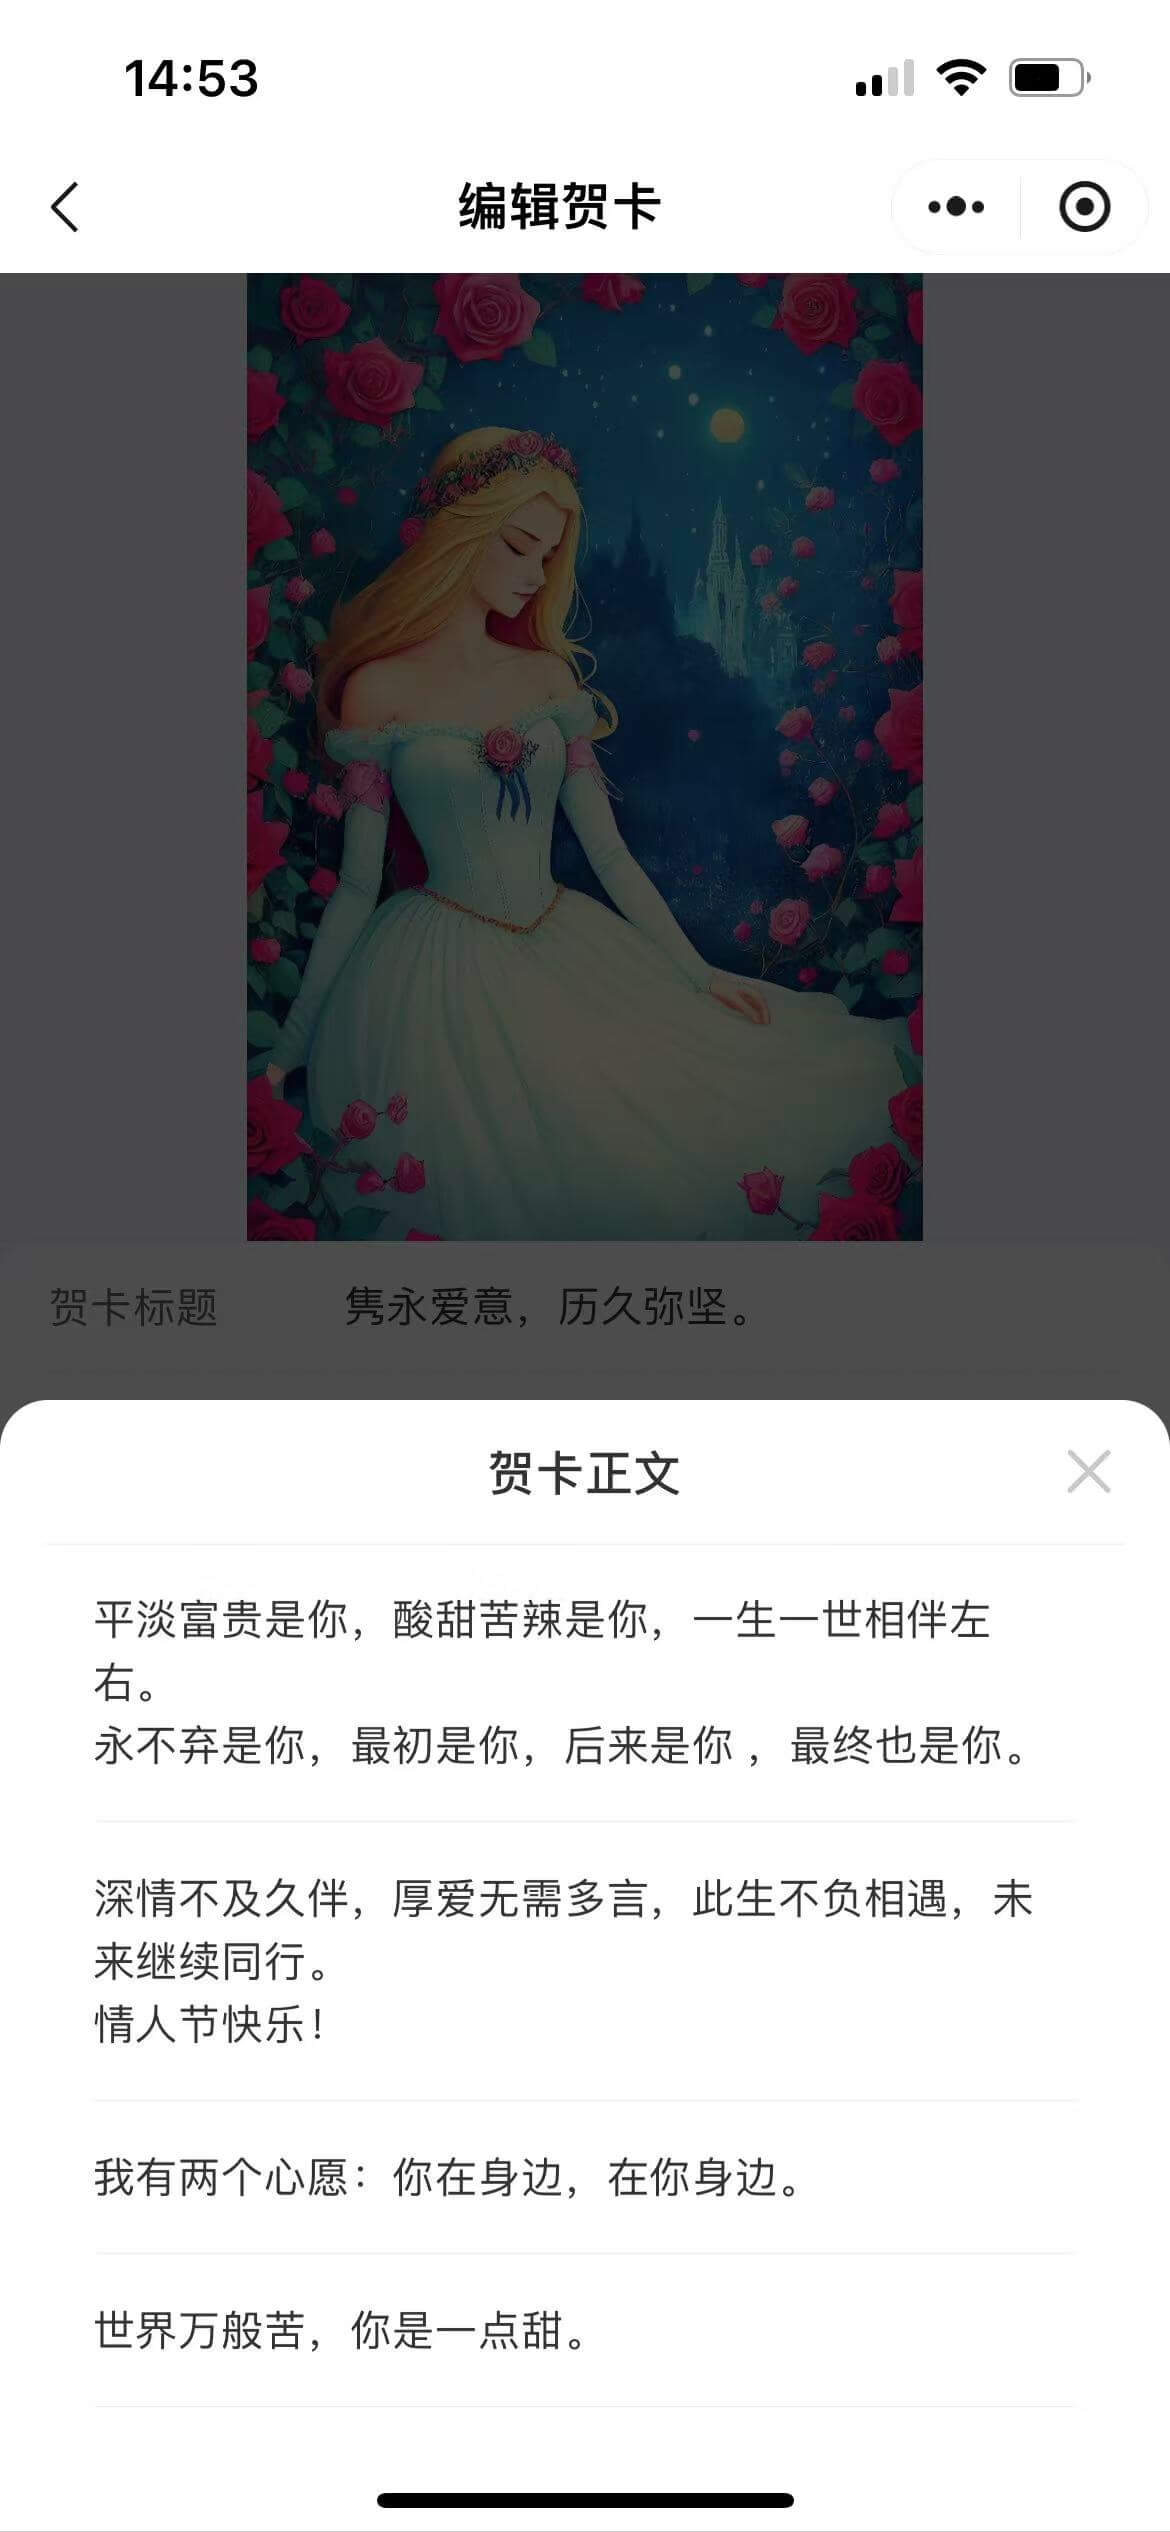 14:53
编辑贺卡
贺卡标题 隽永爱意，历久弥坚。
贺卡正文
平淡富贵是你，酸甜苦辣是你，一生一世相伴左
右。
永不弃是你，最初是你，后来是你 ，最终也是你。
深情不及久伴，厚爱无需多言，此生不负相遇，未
来继续同行。
情人节快乐！
我有两个心愿：你在身边，在你身边。
世界万般苦，你是一点甜。